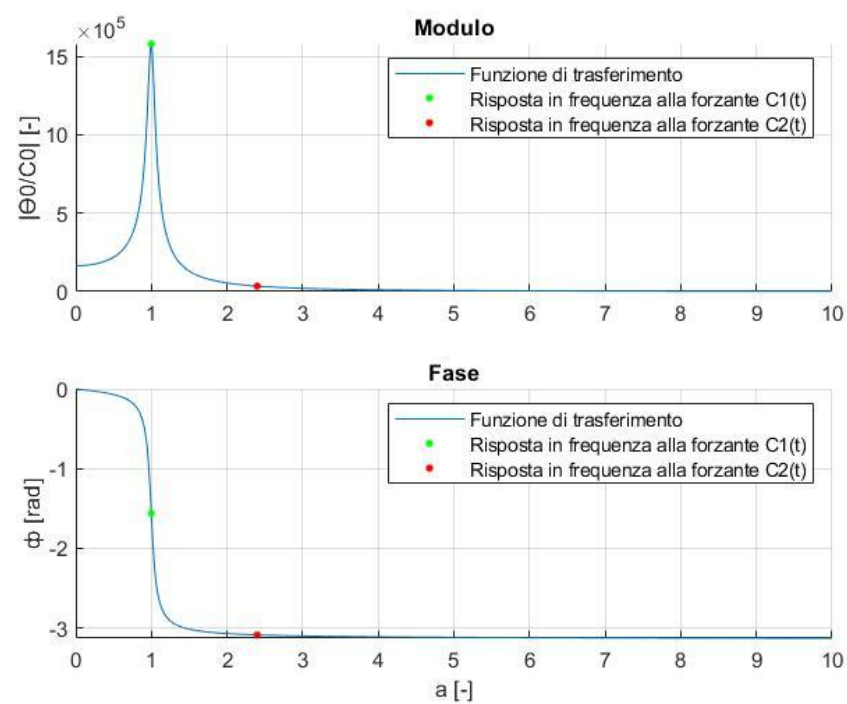 Modulo
×10⁵
15
10
5
0
|Θ0/C0| [-]
Funzione di trasferimento
Risposta in frequenza alla forzante C1(t)
Risposta in frequenza alla forzante C2(t)
0 1 2 3 4 5 6 7 8 9 10
Fase
0
-1
-2
-3
ф [rad]
Funzione di trasferimento
Risposta in frequenza alla forzante C1(t)
Risposta in frequenza alla forzante C2(t)
0 1 2 3 4 5 6 7 8 9 10
a [-]